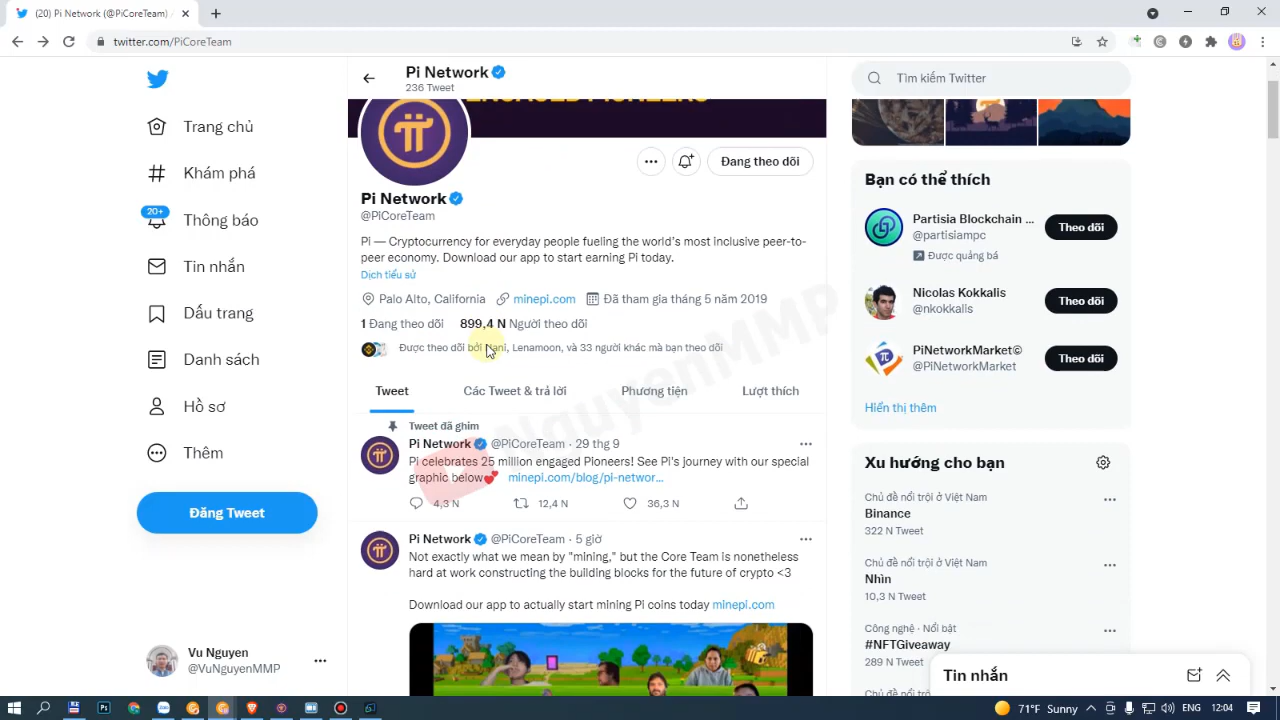 (20) Pi Network (@PiCoreTeam) /
twitter.com/PiCoreTeam
Pi Network
236 Tweet
Tìm kiếm Twitter
ENGAGED PIONEERS
Trang chủ
Khám phá
20+
Thông báo
Tin nhắn
Dấu trang
Danh sách
Hồ sơ
Thêm
Đăng Tweet
Vu Nguyen
@VuNguyenMMP
Đang theo dõi
Pi Network
@PiCoreTeam
Pi — Cryptocurrency for everyday people fueling the world's most inclusive peer-to-
peer economy. Download our app to start earning Pi today.
Dịch tiểu sử
Palo Alto, California minepi.com Đã tham gia tháng 5 năm 2019
1 Đang theo dõi 899,4 N Người theo dõi
Được theo dõi bởi Nani, Lenamoon, và 33 người khác mà bạn theo dõi
Tweet Các Tweet & trả lời Phương tiện Lượt thích
Tweet đã ghim
Pi Network @PiCoreTeam · 29 thg 9
Pi celebrates 25 million engaged Pioneers! See Pi's journey with our special
graphic below💕 minepi.com/blog/pi-networ...
4,3 N 12,4 N 36,3 N
Pi Network @PiCoreTeam · 5 giờ
Not exactly what we mean by "mining," but the Core Team is nonetheless
hard at work constructing the building blocks for the future of crypto <3
Download our app to actually start mining Pi coins today minepi.com
NguyenMMP
Bạn có thể thích
Partisia Blockchain ...
@partisiampc
Được quảng bá
Theo dõi
Nicolas Kokkalis
@nkokkalis
Theo dõi
PiNetworkMarket©
@PiNetworkMarket
Theo dõi
Hiển thị thêm
Xu hướng cho bạn
Chủ đề nổi trội ở Việt Nam
Binance
322 N Tweet
Chủ đề nổi trội ở Việt Nam
Nhìn
10,3 N Tweet
Công nghệ · Nổi bật
#NFTGiveaway
289 N Tweet
Tin nhắn
71°F Sunny ENG 12:04